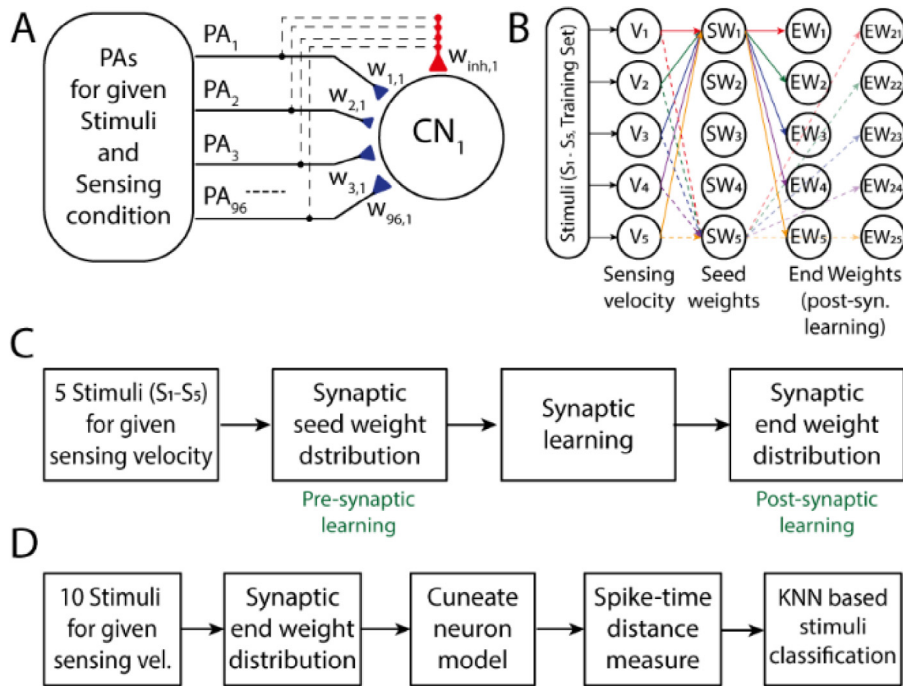 A
PAs
for given
Stimuli
and
Sensing
condition
PA1
PA2
PA3
PA96
w1,1
w2,1
w3,1
w96,1
winh,1
CN1
B
Stimuli (S1- S5, Training Set)
V1
V2
V3
V4
V5
SW1
SW2
SW3
SW4
SW5
EW1
EW2
EW3
EW4
EW5
EW21
EW22
EW23
EW24
EW25
Sensing
velocity
Seed
weights
End Weights
(post-syn.
learning)
C
5 Stimuli (S1-S5)
for given
sensing velocity
Synaptic
seed weight
dstribution
Pre-synaptic
learning
Synaptic
learning
Synaptic
end weight
distribution
Post-synaptic
learning
D
10 Stimuli
for given
sensing vel.
Synaptic
end weight
distribution
Cuneate
neuron
model
Spike-time
distance
measure
KNN based
stimuli
classification